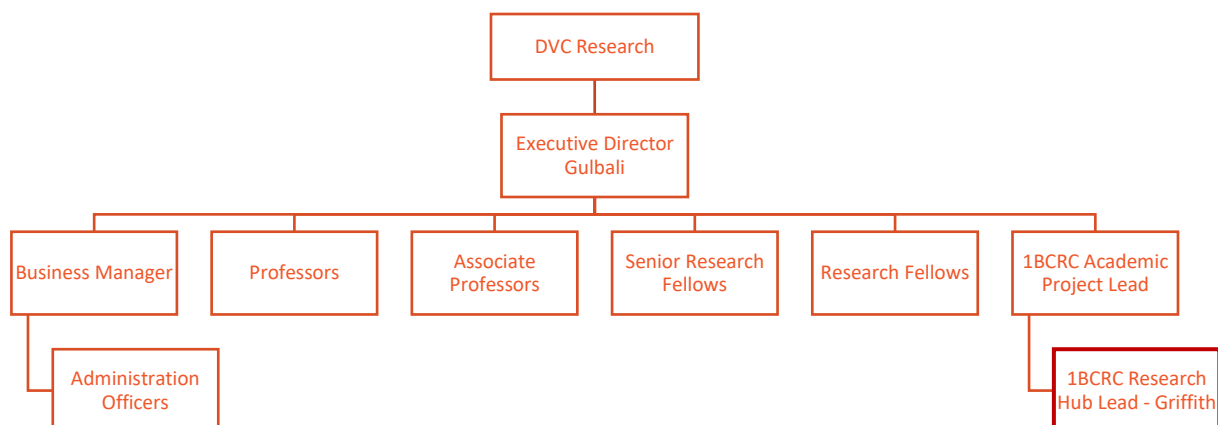 DVC Research
Executive Director
Gulbali
Business Manager
Professors
Associate
Professors
Senior Research
Fellows
Research Fellows
1BCRC Academic
Project Lead
Administration
Officers
1BCRC Research
Hub Lead - Griffith